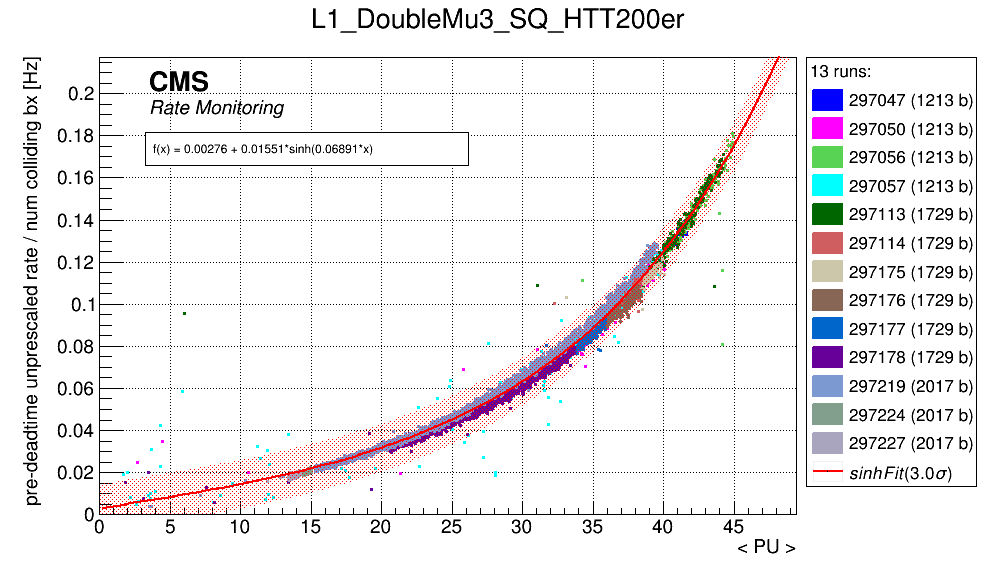 L1_DoubleMu3_SQ_HTT200er
pre-deadtime unprescaled rate / num colliding bx [Hz]
CMS
Rate Monitoring
f(x) = 0.00276 + 0.01551*sinh(0.06891*x)
0.2
0.18
0.16
0.14
0.12
0.1
0.08
0.06
0.04
0.02
0
0 5 10 15 20 25 30 35 40 45
< PU >
13 runs:
297047 (1213 b)
297050 (1213 b)
297056 (1213 b)
297057 (1213 b)
297113 (1729 b)
297114 (1729 b)
297175 (1729 b)
297176 (1729 b)
297177 (1729 b)
297178 (1729 b)
297219 (2017 b)
297224 (2017 b)
297227 (2017 b)
sinhFit(3.0σ)